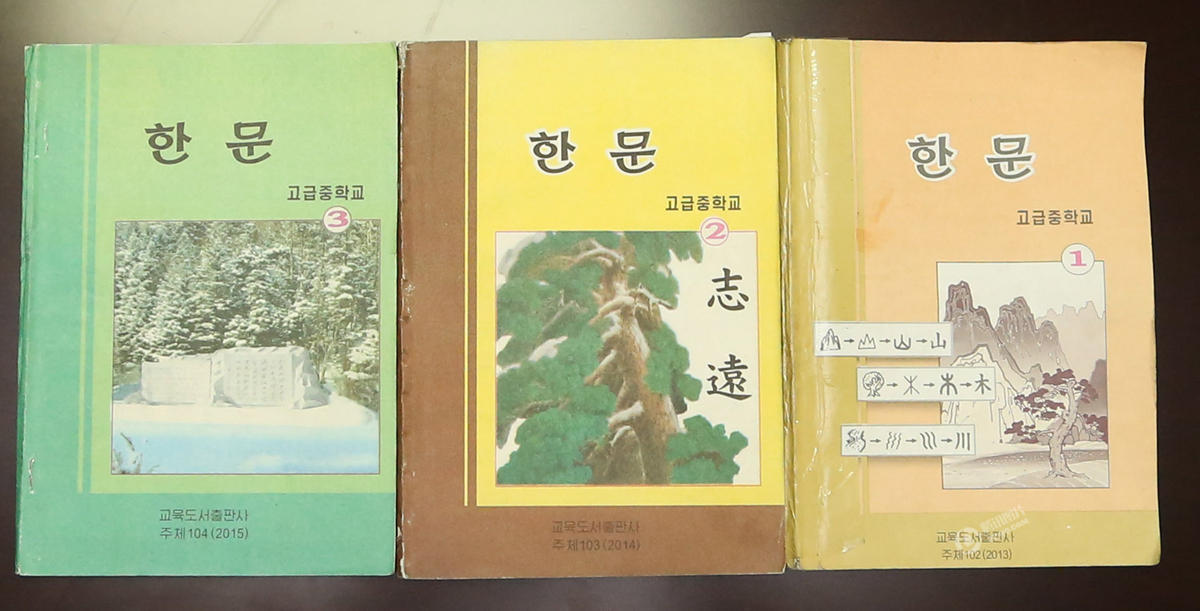 한 문
고급중학교
3
교육도서출판사
주체104(2015)
한 문
고급중학교
2
志
遠
교육도서출판사
주체103(2014)
한 문
고급중학교
1
→ → → 山
→ → → 木
→ → → 川
교육도서출판사
주체102(2013)